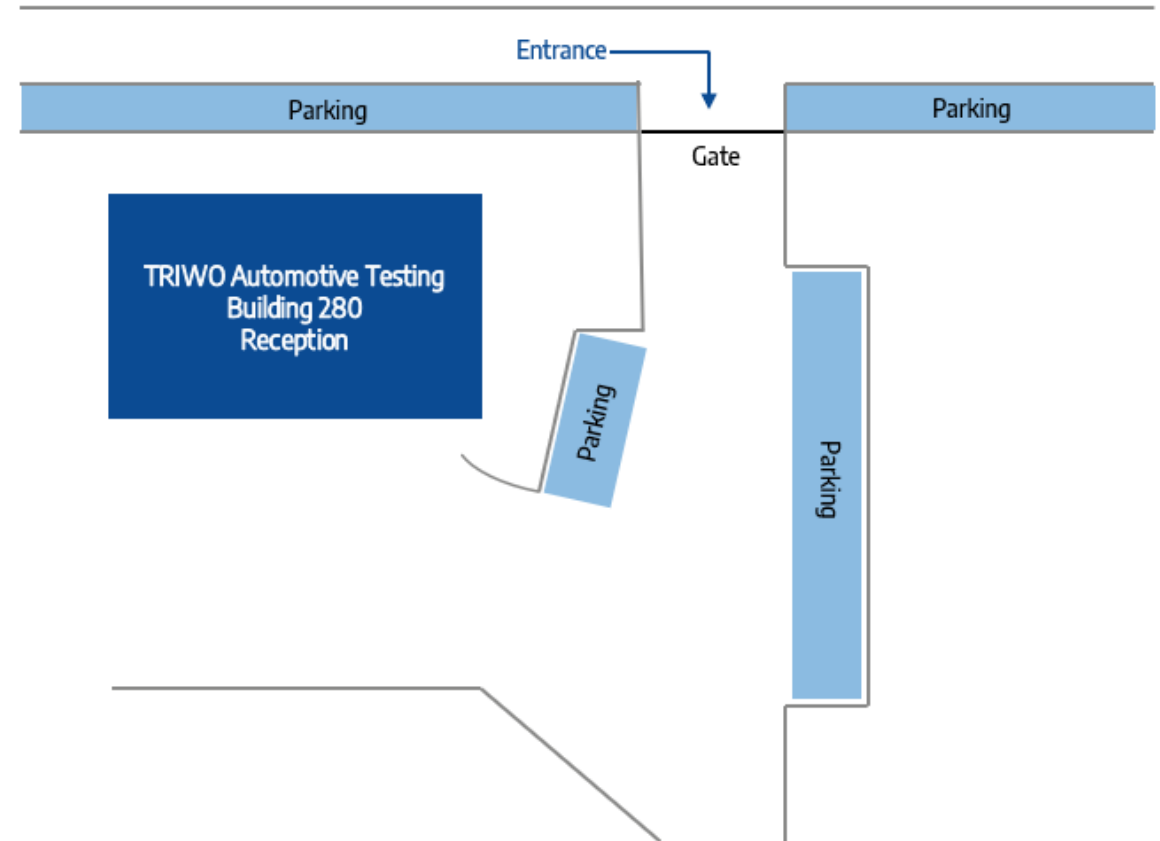 Entrance
Parking
Parking
Gate
TRIWO Automotive Testing
Building 280
Reception
Parking
Parking